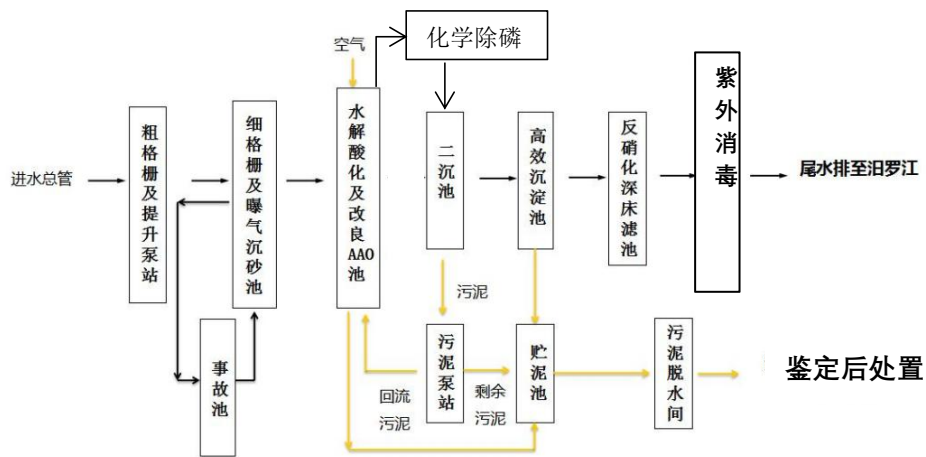 化学除磷
空气
进水总管
粗格栅及提升泵站
细格栅及曝气沉砂池
水解酸化及改良AAO池
二沉池
高效沉淀池
反硝化深床滤池
紫外消毒
尾水排至汨罗江
污泥
事故池
回流
污泥
污泥泵站
剩余
污泥
贮泥池
污泥脱水间
鉴定后处置